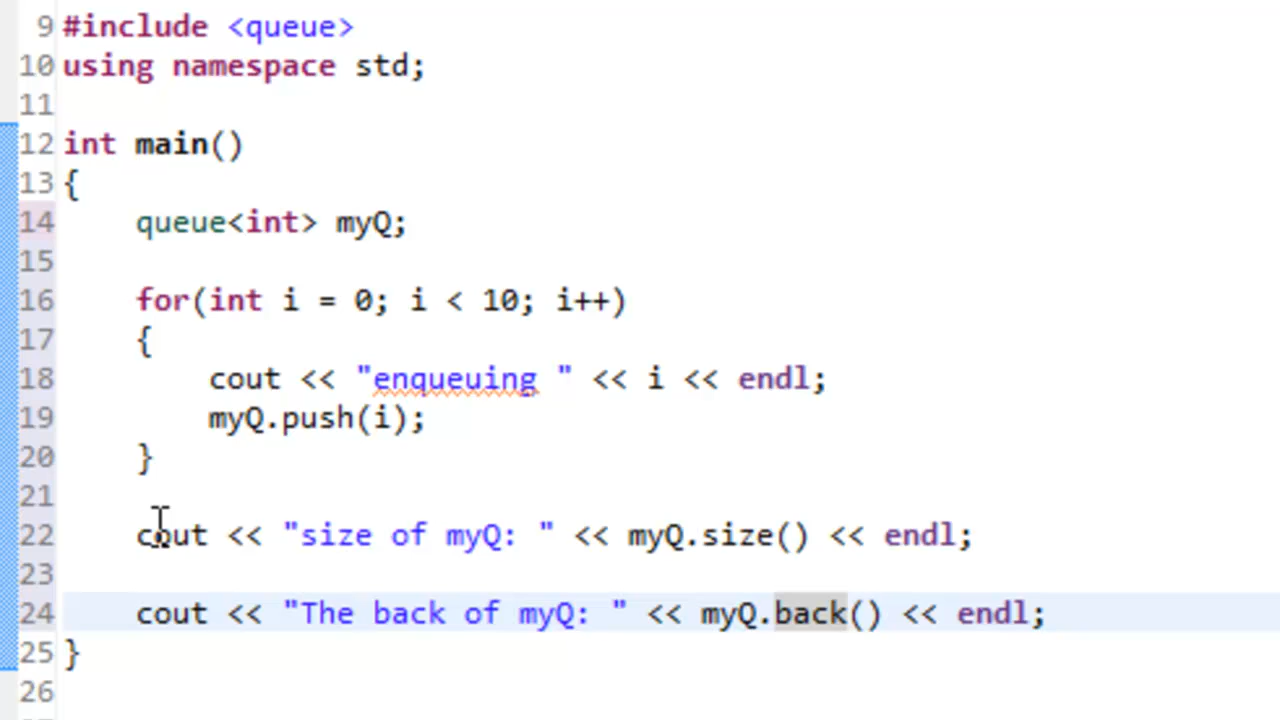 9 #include <queue>
10 using namespace std;
11
12 int main()
13 {
14     queue<int> myQ;
15
16     for(int i = 0; i < 10; i++)
17     {
18         cout << "enqueuing " << i << endl;
19         myQ.push(i);
20     }
21
22     cout << "size of myQ: " << myQ.size() << endl;
23
24     cout << "The back of myQ: " << myQ.back() << endl;
25 }
26